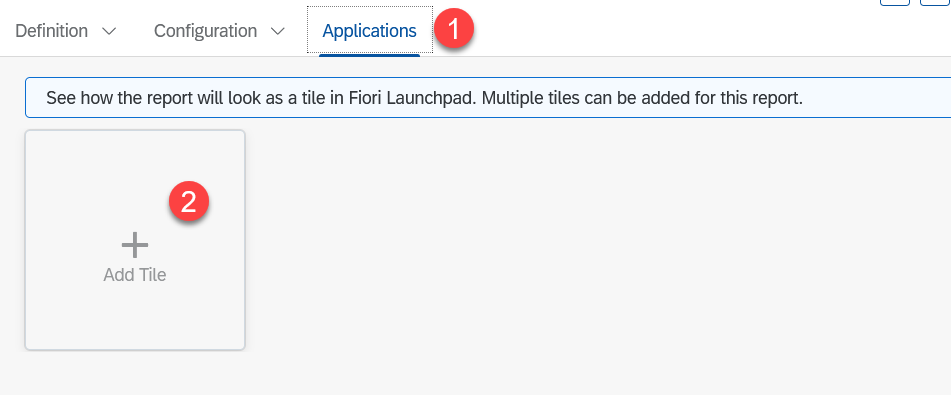 Definition Configuration Applications 1
See how the report will look as a tile in Fiori Launchpad. Multiple tiles can be added for this report.
2
Add Tile